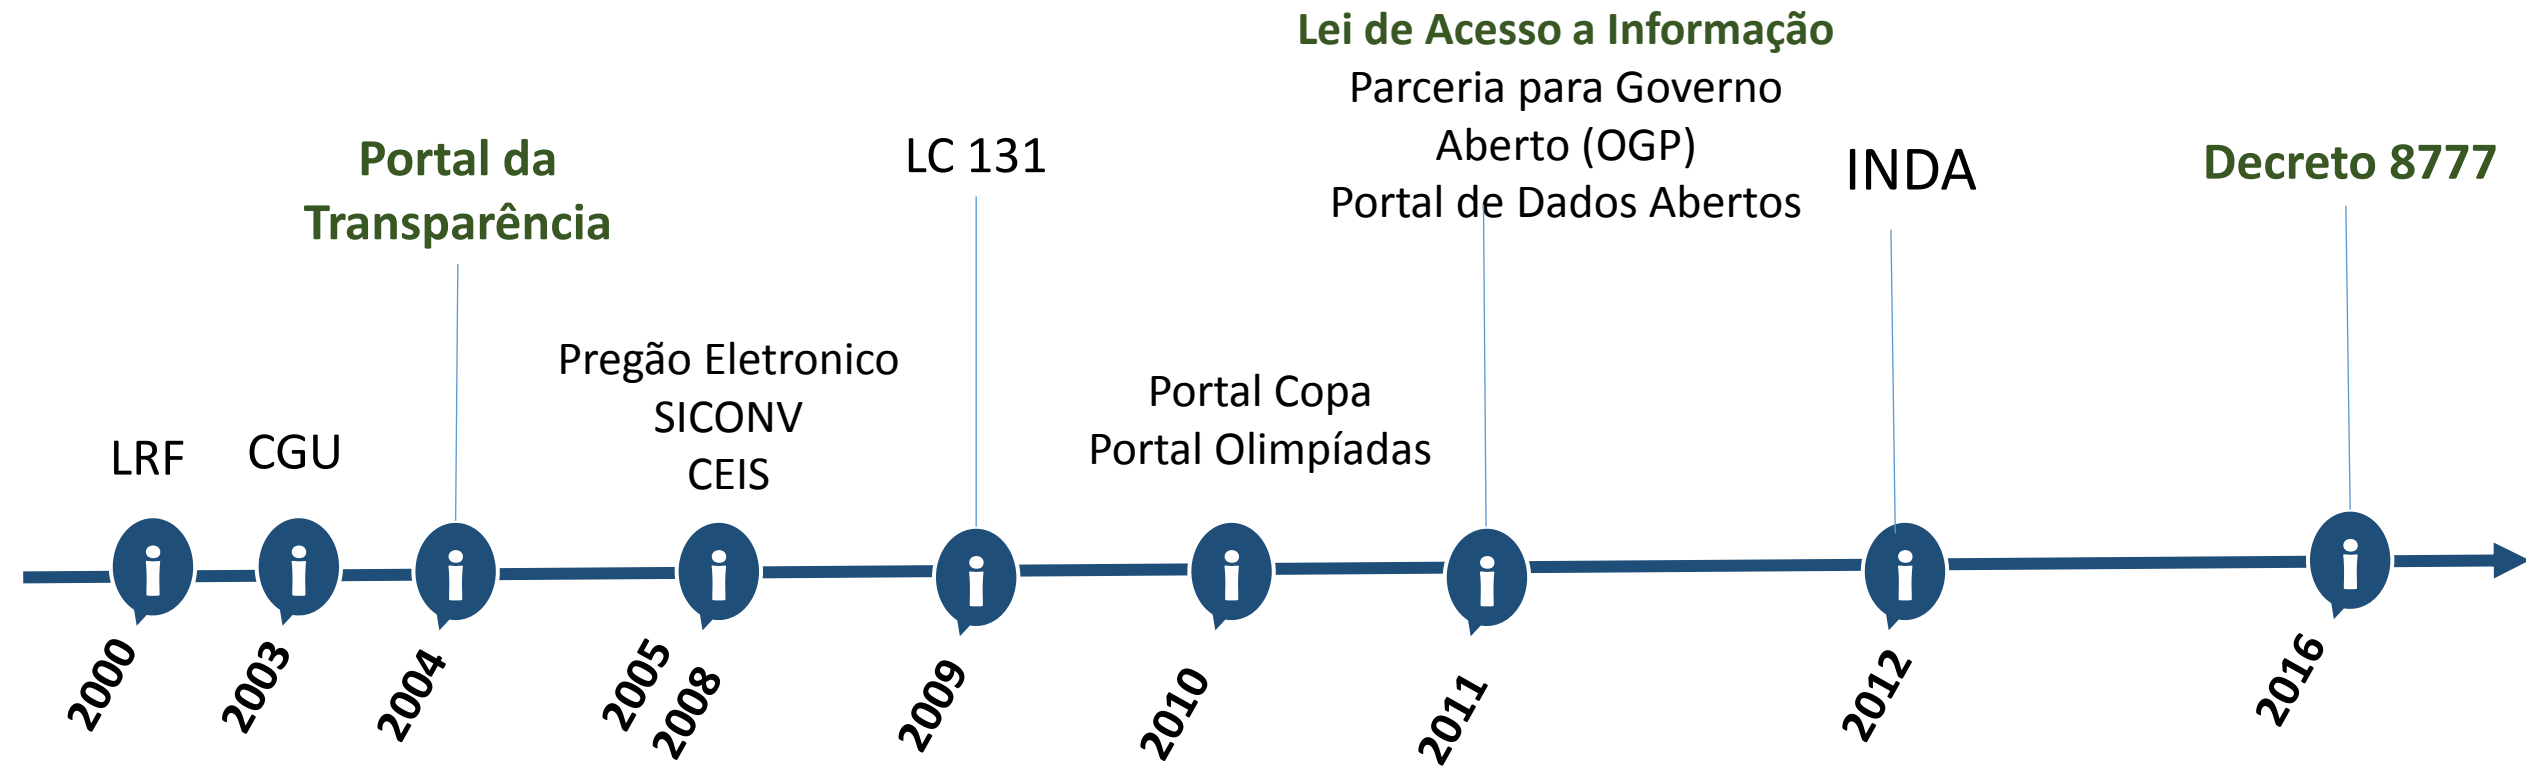 Lei de Acesso a Informação
Parceria para Governo
Aberto (OGP)
Portal de Dados Abertos
Portal da
Transparência
LC 131
INDA
Decreto 8777
Pregão Eletronico
SICONV
CEIS
Portal Copa
Portal Olimpíadas
LRF
CGU
2000
2003
2004
2005
2008
2009
2010
2011
2012
2016